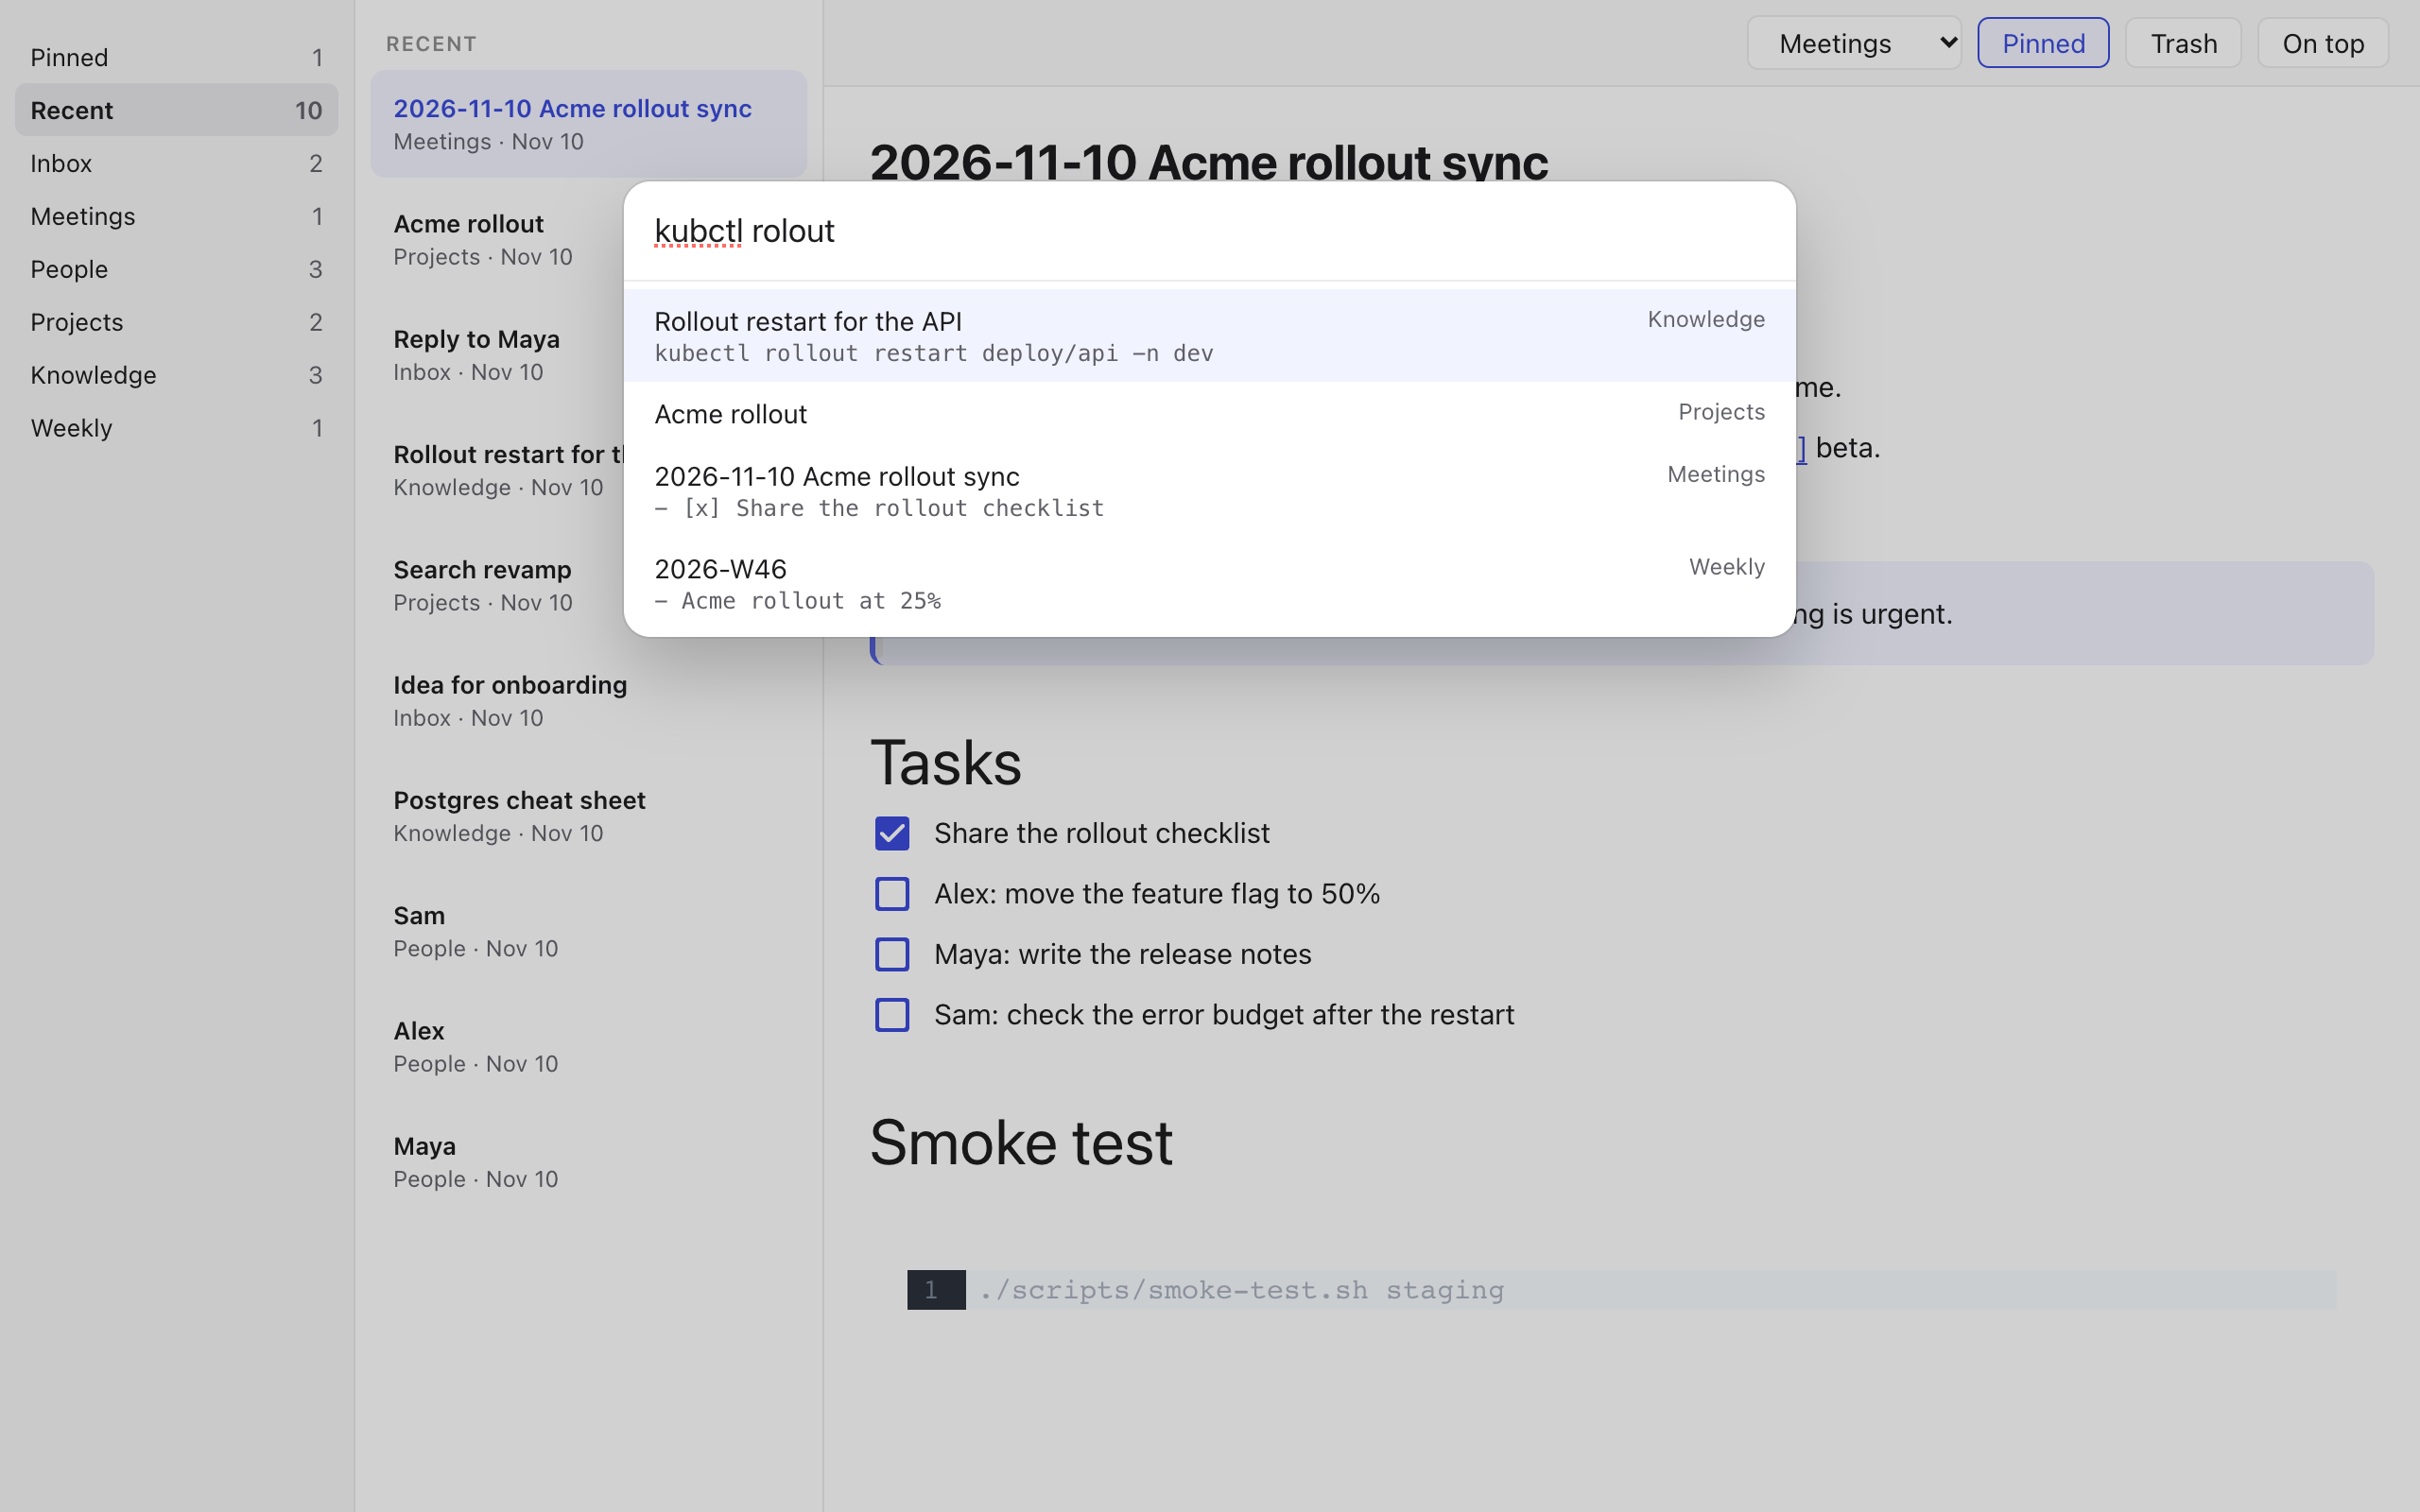 Pinned 1
Recent 10
Inbox 2
Meetings 1
People 3
Projects 2
Knowledge 3
Weekly 1
RECENT
2026-11-10 Acme rollout sync
Meetings · Nov 10
Acme rollout
Projects · Nov 10
Reply to Maya
Inbox · Nov 10
Rollout restart for
Knowledge · Nov 10
Search revamp
Projects · Nov 10
Idea for onboarding
Inbox · Nov 10
Postgres cheat sheet
Knowledge · Nov 10
Sam
People · Nov 10
Alex
People · Nov 10
Maya
People · Nov 10
Meetings Pinned Trash On top
2026-11-10 Acme rollout sync
kubctl rolout
Rollout restart for the API Knowledge
kubectl rollout restart deploy/api -n dev
Acme rollout Projects
2026-11-10 Acme rollout sync Meetings
- [x] Share the rollout checklist
2026-W46 Weekly
- Acme rollout at 25%
] beta.
is urgent.
Tasks
Share the rollout checklist
Alex: move the feature flag to 50%
Maya: write the release notes
Sam: check the error budget after the restart
Smoke test
1 ./scripts/smoke-test.sh staging